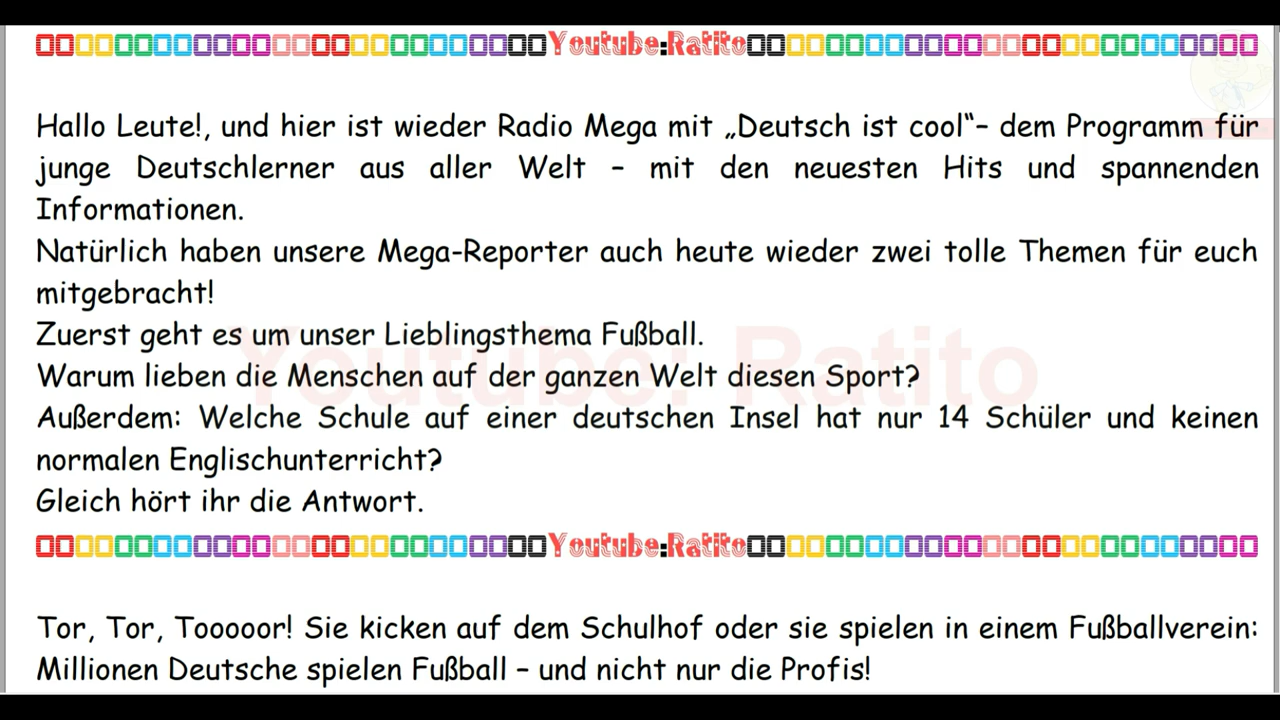 Youtube:Ratito
Hallo Leute!, und hier ist wieder Radio Mega mit „Deutsch ist cool“– dem Programm für
junge Deutschlerner aus aller Welt – mit den neuesten Hits und spannenden
Informationen.
Natürlich haben unsere Mega-Reporter auch heute wieder zwei tolle Themen für euch
mitgebracht!
Zuerst geht es um unser Lieblingsthema Fußball.
Youtube: Ratito
Warum lieben die Menschen auf der ganzen Welt diesen Sport?
Außerdem: Welche Schule auf einer deutschen Insel hat nur 14 Schüler und keinen
normalen Englischunterricht?
Gleich hört ihr die Antwort.
Youtube:Ratito
Tor, Tor, Tooooor! Sie kicken auf dem Schulhof oder sie spielen in einem Fußballverein:
Millionen Deutsche spielen Fußball – und nicht nur die Profis!